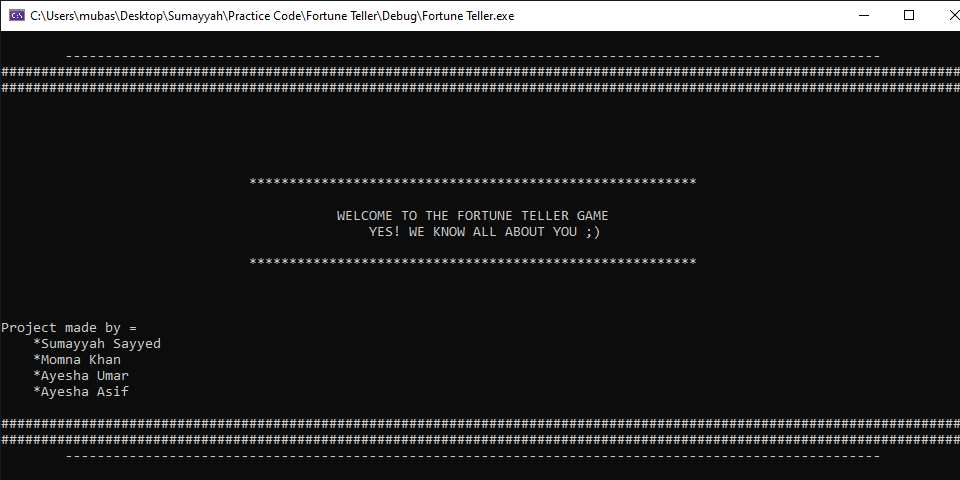 C:\Users\mubas\Desktop\Sumayyah\Practice Code\Fortune Teller\Debug\Fortune Teller.exe
------------------------------------------------------------------------------------------------------
########################################################################################################################
########################################################################################################################
********************************************************
WELCOME TO THE FORTUNE TELLER GAME
YES! WE KNOW ALL ABOUT YOU ;)
********************************************************
Project made by =
*Sumayyah Sayyed
*Momna Khan
*Ayesha Umar
*Ayesha Asif
########################################################################################################################
########################################################################################################################
------------------------------------------------------------------------------------------------------